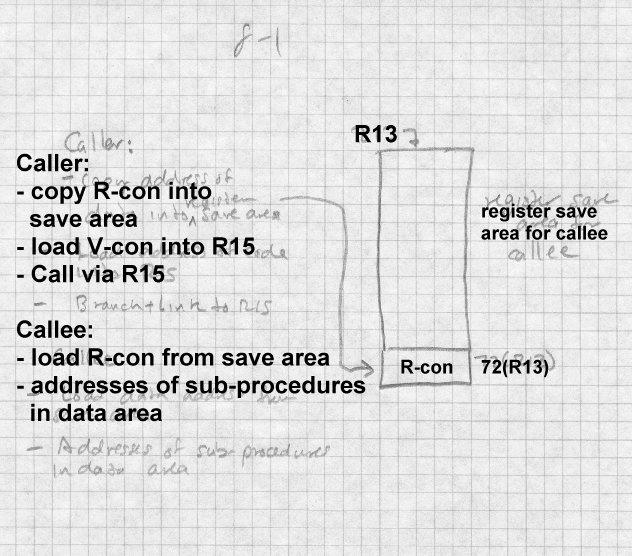 8-1
Caller:
R13
Caller:
- copy R-con into
save area
- load V-con into R15
- Call via R15
register save
area for callee
- Branch+Link to R15
Callee:
- load R-con from save area
- addresses of sub-procedures
in data area
R-con
72(R13)
- Addresses of sub-procedures
in data area